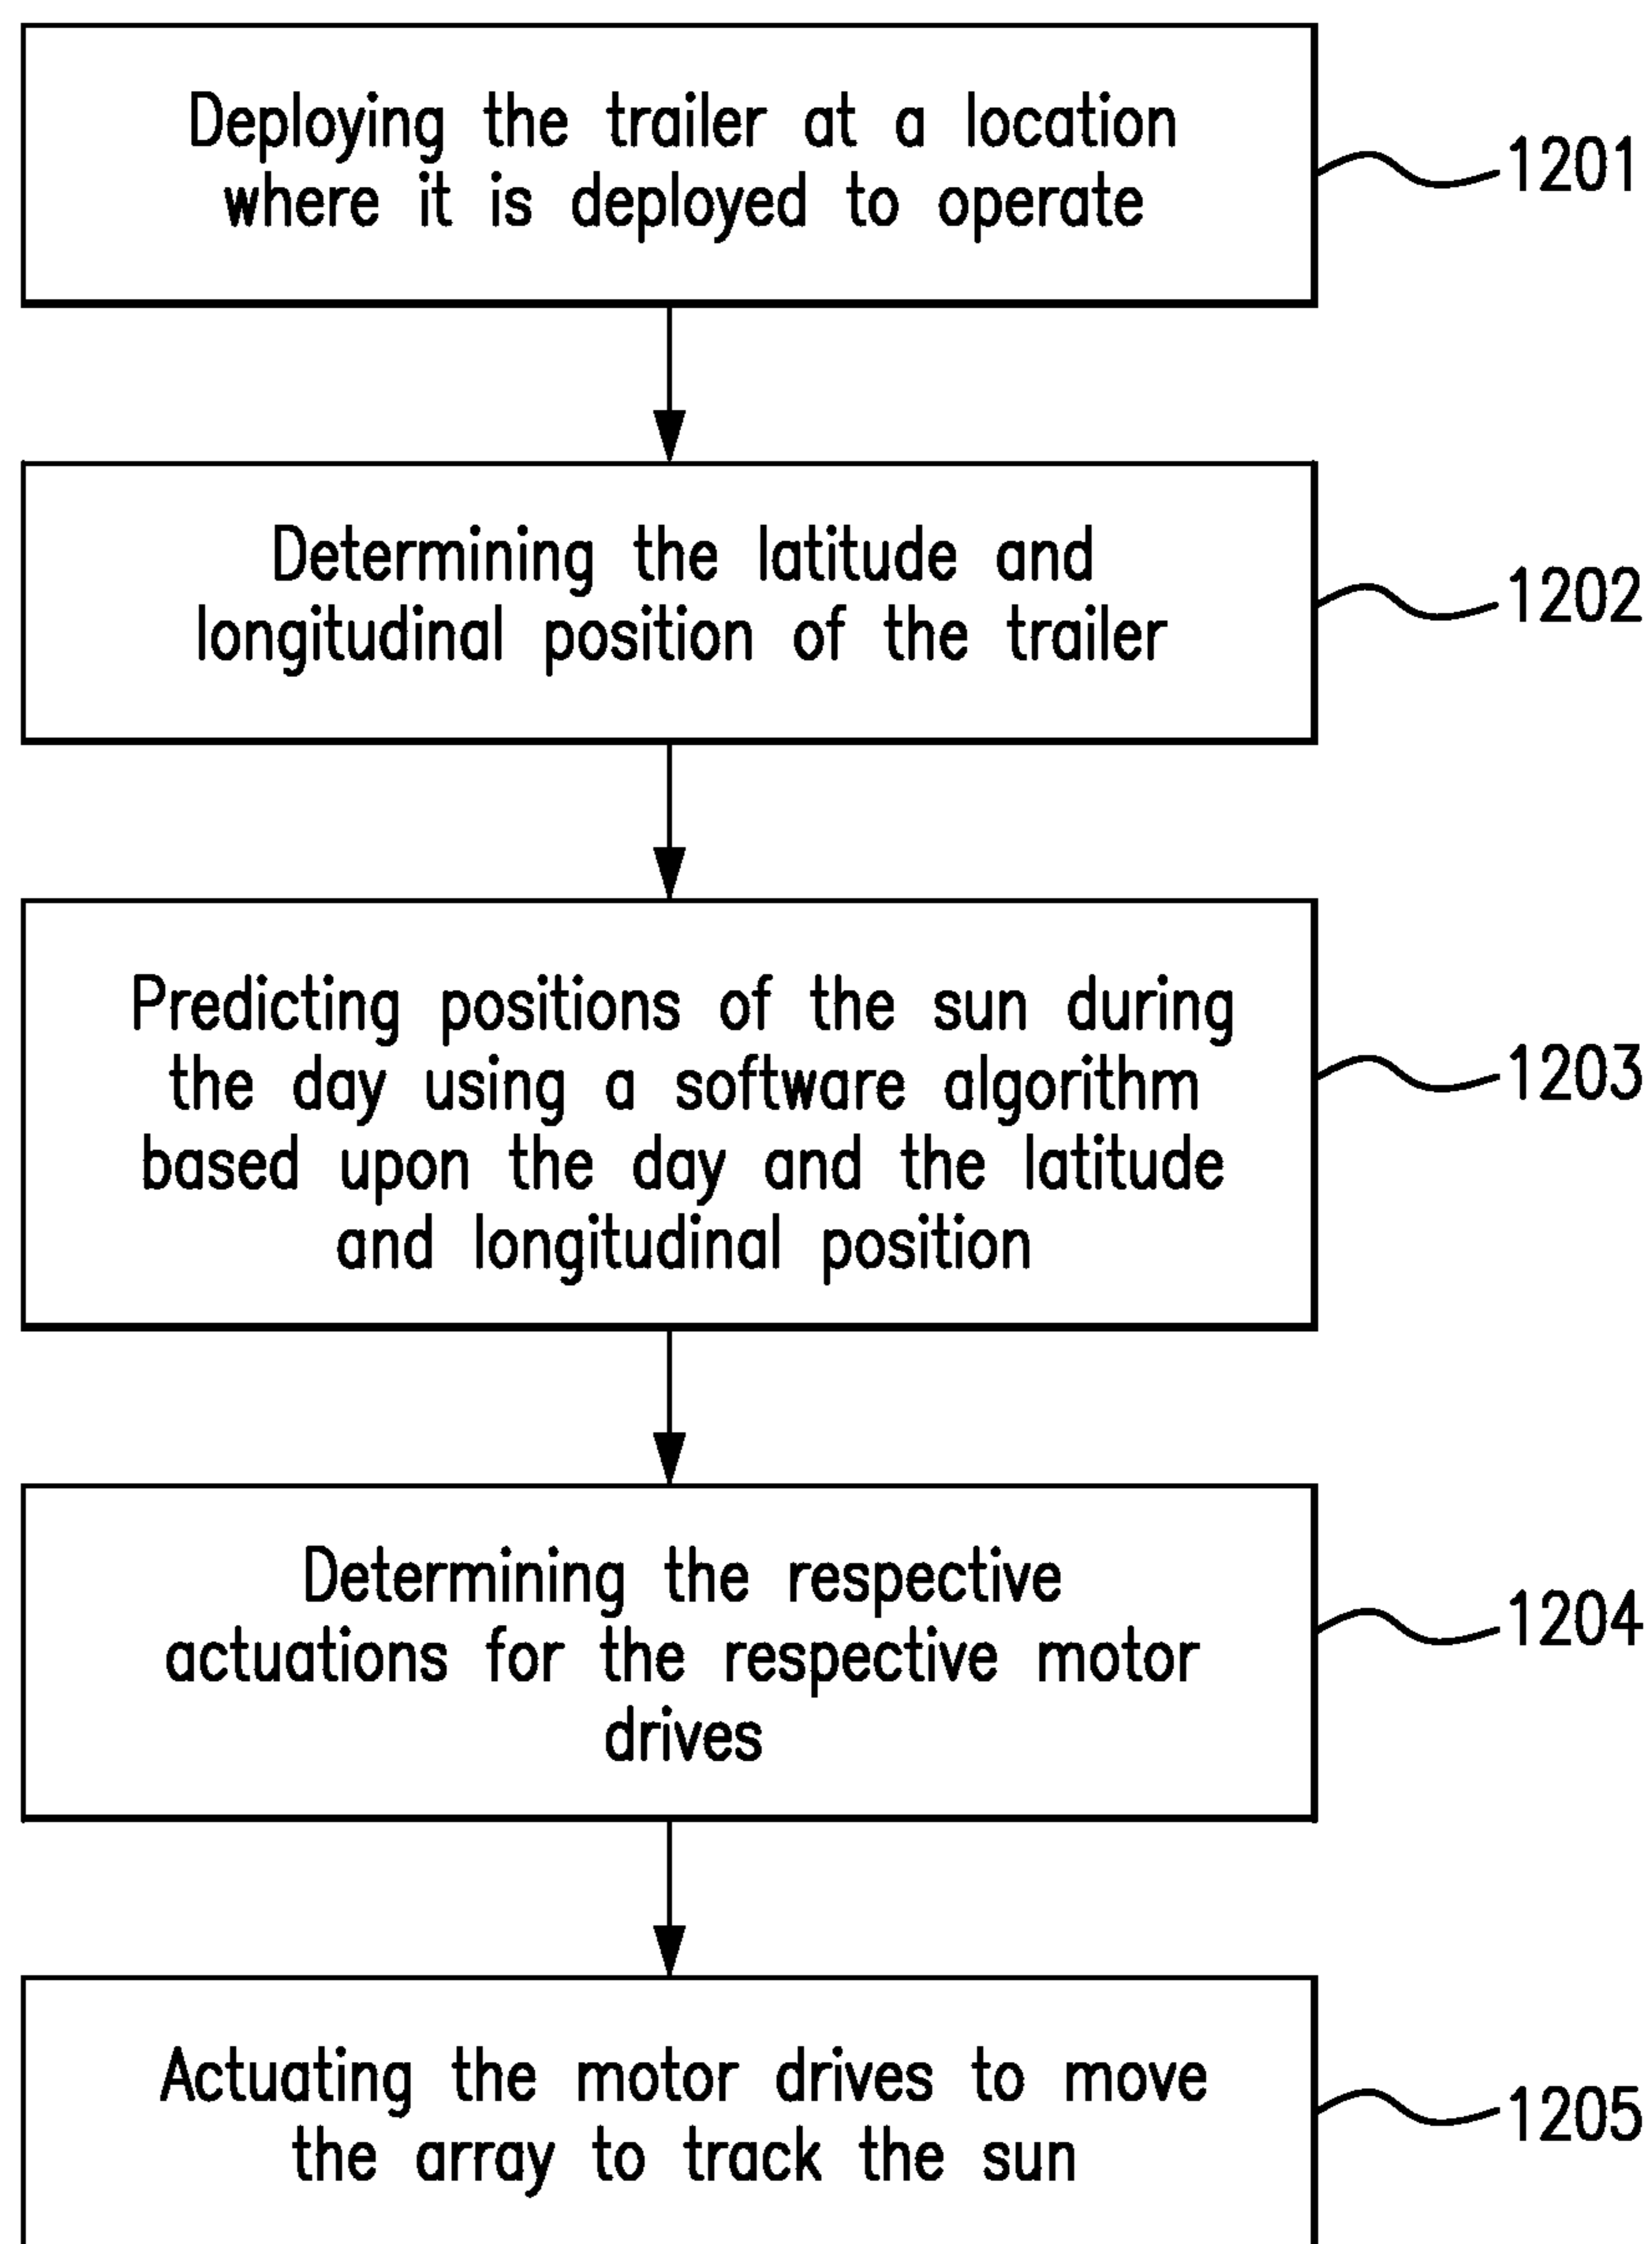 Deploying the trailer at a location
where it is deployed to operate
1201
Determining the latitude and
longitudinal position of the trailer
1202
Predicting positions of the sun during
the day using a software algorithm
based upon the day and the latitude
and longitudinal position
1203
Determining the respective
actuations for the respective motor
drives
1204
Actuating the motor drives to move
the array to track the sun
1205